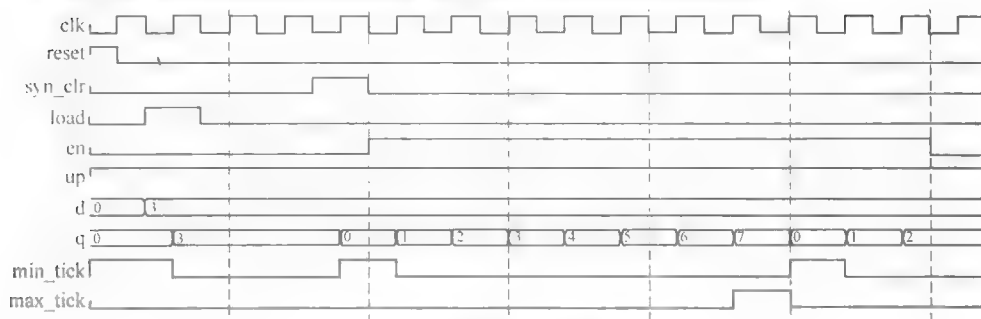 clk
reset
syn_clr
load
en
up
d 0 3
q 0 3 0 1 2 3 4 5 6 7 0 1 2
min_tick
max_tick